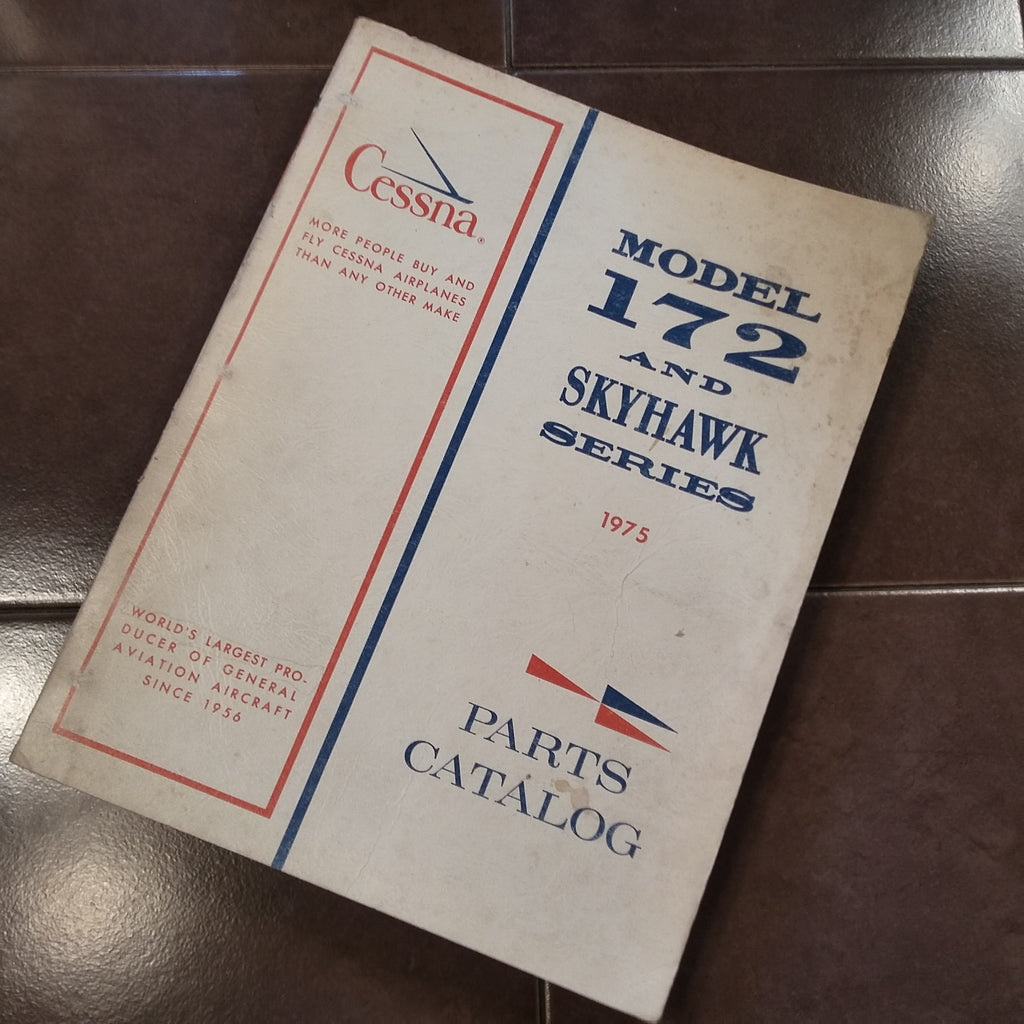 Cessna®
MORE PEOPLE BUY AND
FLY CESSNA AIRPLANES
THAN ANY OTHER MAKE
WORLD'S LARGEST PRO-
DUCER OF GENERAL
AVIATION AIRCRAFT
SINCE 1956
MODEL
172
AND
SKYHAWK
SERIES
1975
PARTS
CATALOG